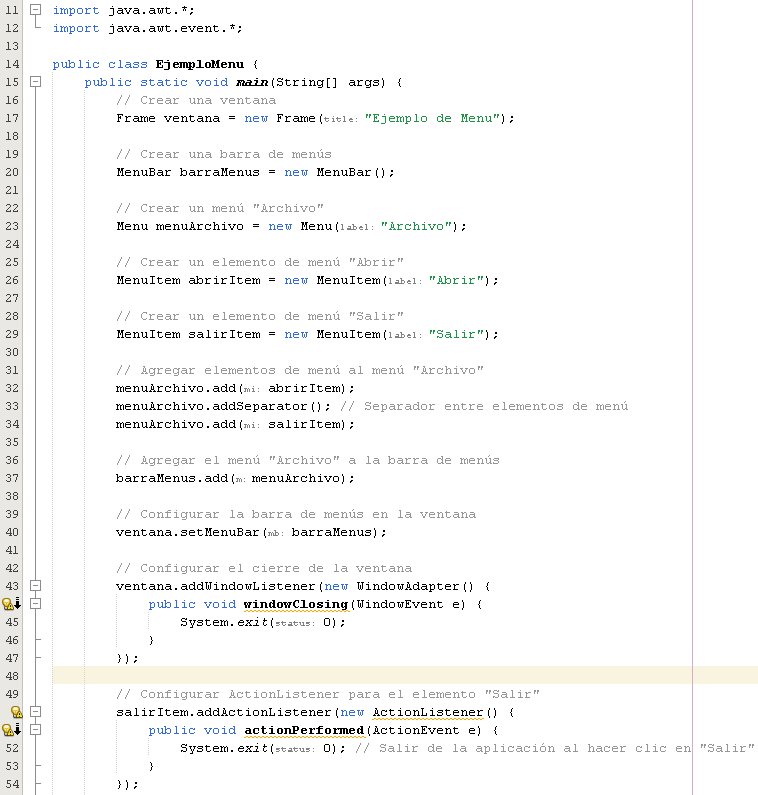 11 import java.awt.*;
12 import java.awt.event.*;
13
14 public class EjemploMenu {
15 public static void main(String[] args) {
16 // Crear una ventana
17 Frame ventana = new Frame(title: "Ejemplo de Menu");
18
19 // Crear una barra de menús
20 MenuBar barraMenus = new MenuBar();
21
22 // Crear un menú "Archivo"
23 Menu menuArchivo = new Menu(label: "Archivo");
24
25 // Crear un elemento de menú "Abrir"
26 MenuItem abrirItem = new MenuItem(label: "Abrir");
27
28 // Crear un elemento de menú "Salir"
29 MenuItem salirItem = new MenuItem(label: "Salir");
30
31 // Agregar elementos de menú al menú "Archivo"
32 menuArchivo.add(mi: abrirItem);
33 menuArchivo.addSeparator(); // Separador entre elementos de menú
34 menuArchivo.add(mi: salirItem);
35
36 // Agregar el menú "Archivo" a la barra de menús
37 barraMenus.add(m: menuArchivo);
38
39 // Configurar la barra de menús en la ventana
40 ventana.setMenuBar(mb: barraMenus);
41
42 // Configurar el cierre de la ventana
43 ventana.addWindowListener(new WindowAdapter() {
public void windowClosing(WindowEvent e) {
45 System.exit(status: 0);
46 }
47 });
48
49 // Configurar ActionListener para el elemento "Salir"
salirItem.addActionListener(new ActionListener() {
public void actionPerformed(ActionEvent e) {
52 System.exit(status: 0); // Salir de la aplicación al hacer clic en "Salir"
53 }
54 });